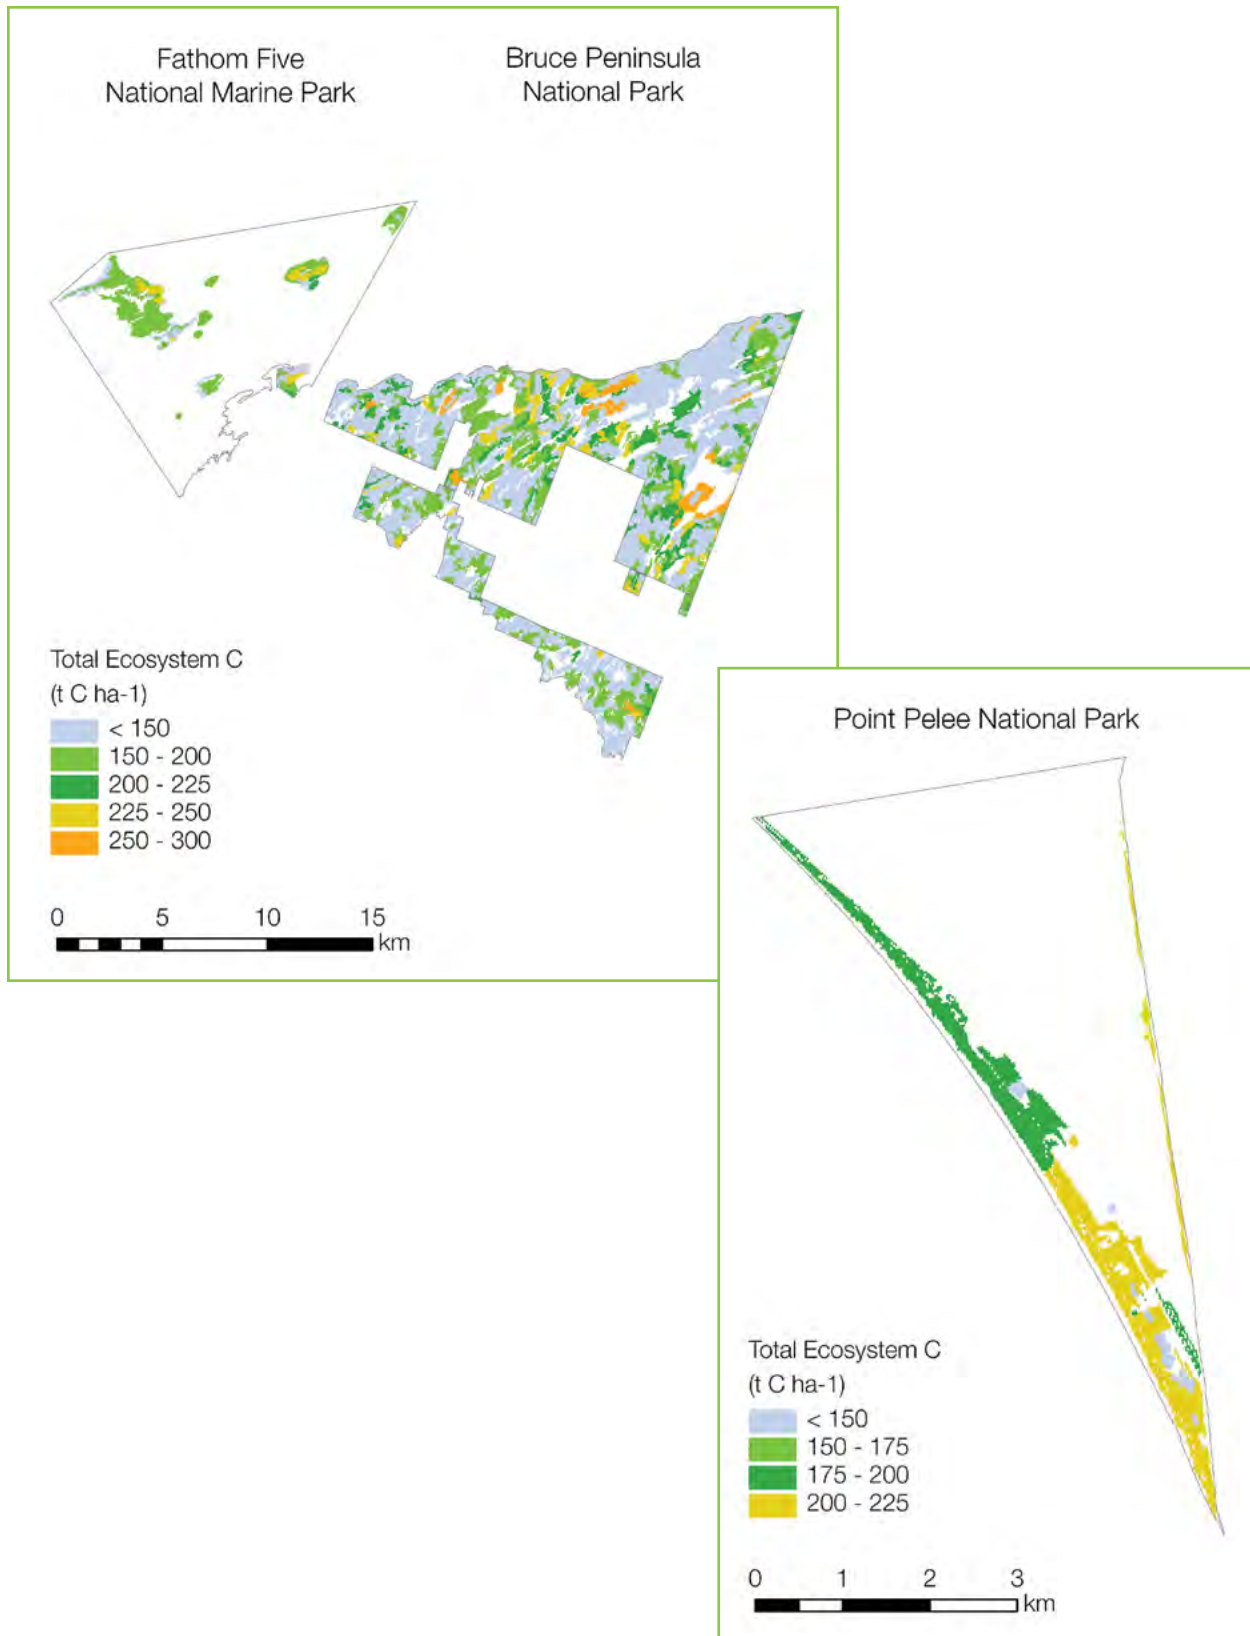 Fathom Five
National Marine Park
Bruce Peninsula
National Park
Total Ecosystem C
(t C ha-1)
< 150
150 - 200
200 - 225
225 - 250
250 - 300
0 5 10 15
km
Point Pelee National Park
Total Ecosystem C
(t C ha-1)
< 150
150 - 175
175 - 200
200 - 225
0 1 2 3
km